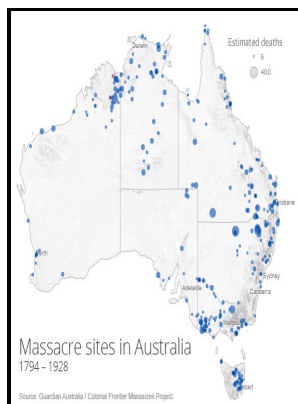 Darwin
Estimated deaths
6
400
Brisbane
Perth
Sydney
Adelaide
Canberra
Melbourne
Hobart
Massacre sites in Australia
1794 – 1928
Source: Guardian Australia / Colonial Frontier Massacres Project.